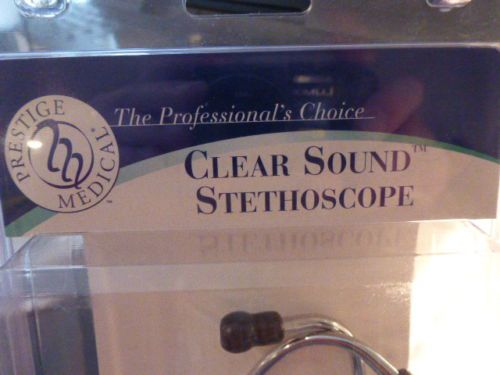 PRESTIGE
MEDICAL
The Professional's Choice
CLEAR SOUND™
STETHOSCOPE